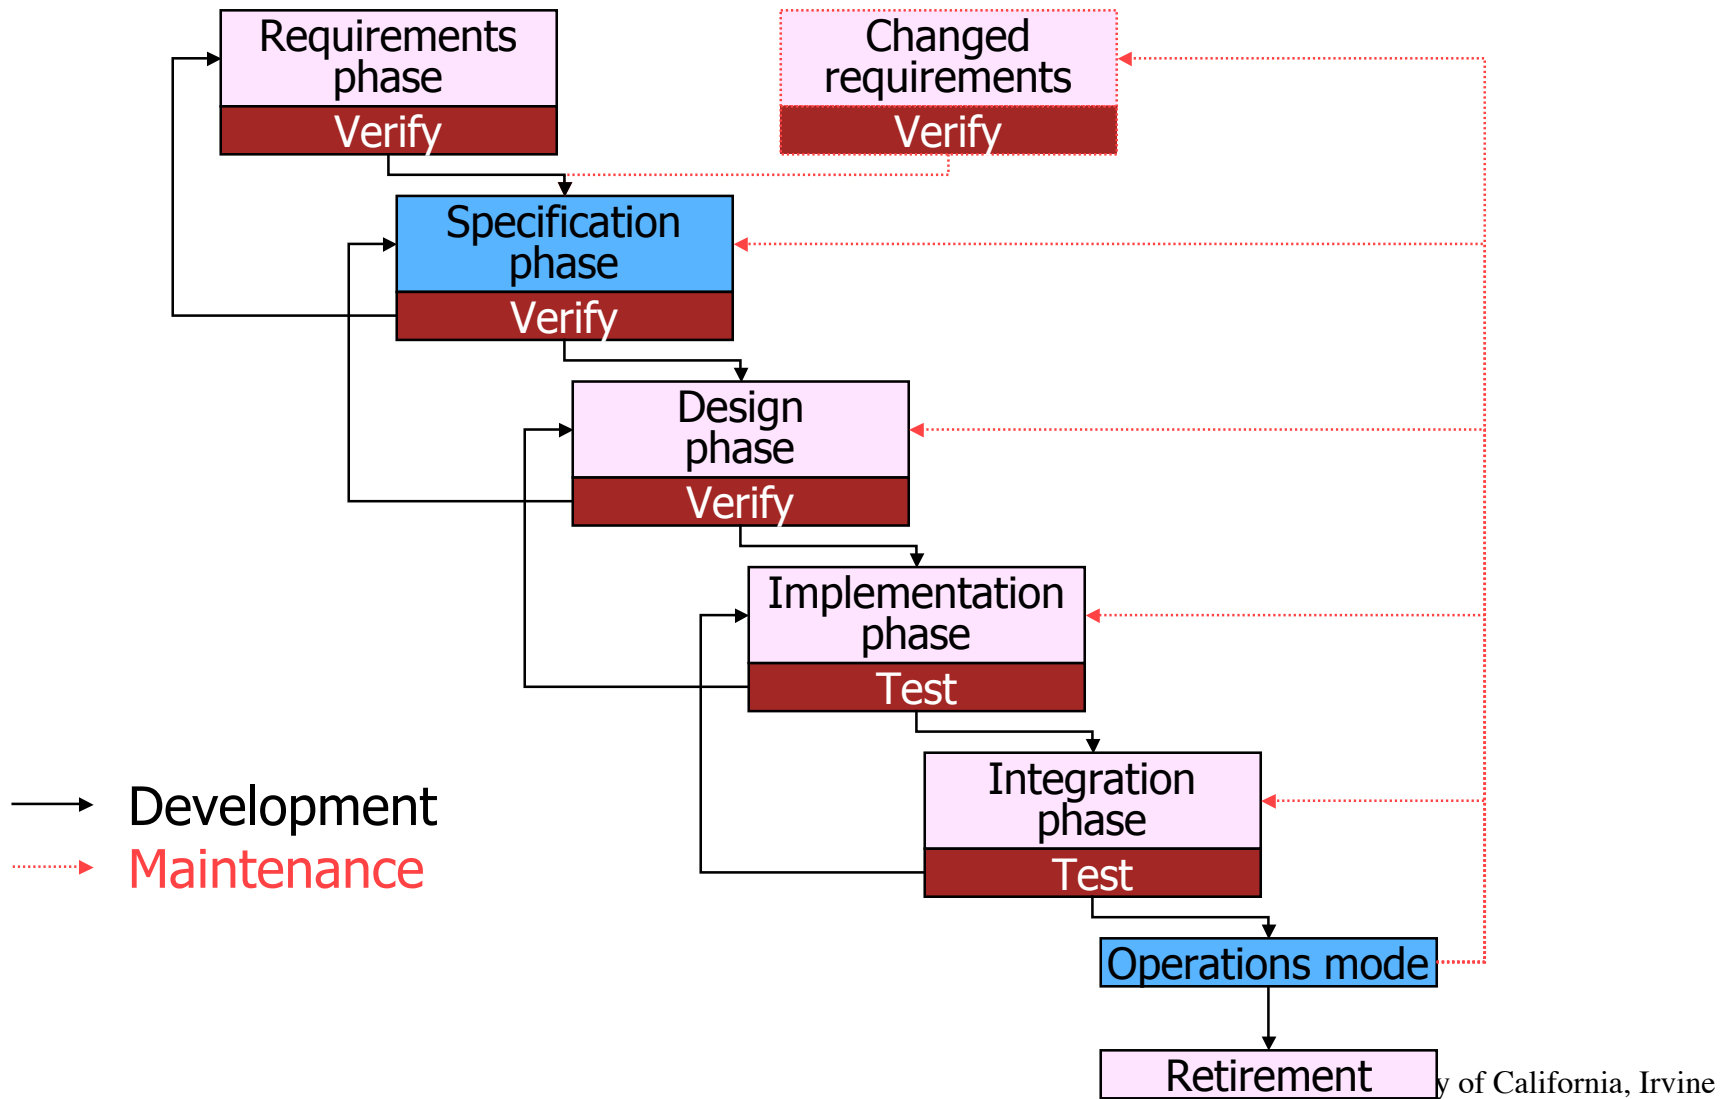 Requirements
phase
Verify
Changed
requirements
Verify
Specification
phase
Verify
Design
phase
Verify
Implementation
phase
Test
Integration
phase
Test
Development
Maintenance
Operations mode
Retirement
of California, Irvine